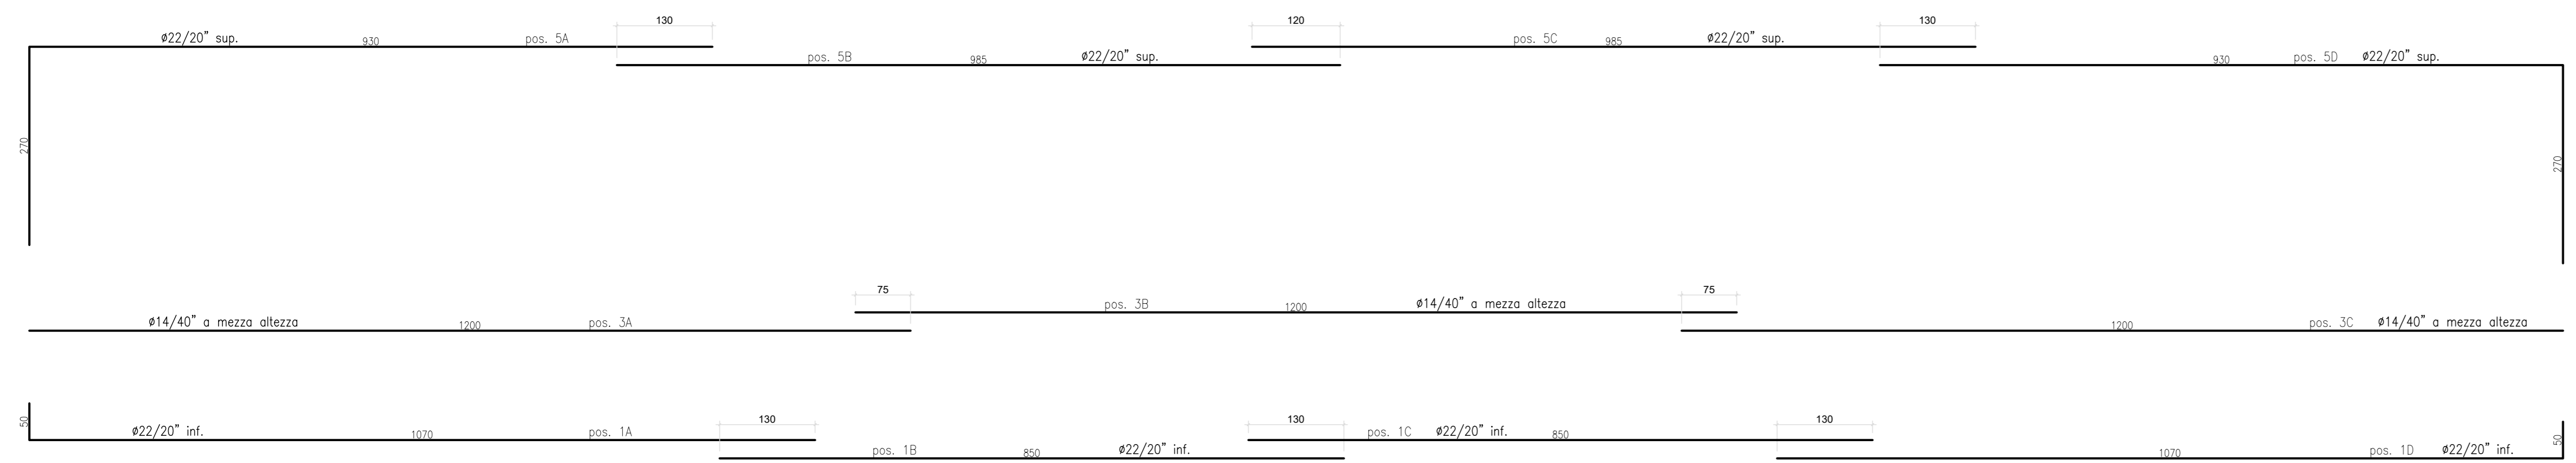 130 120 130
ø22/20” sup. 930 pos. 5A pos. 5C 985 ø22/20” sup.
pos. 5B 985 ø22/20” sup. 930 pos. 5D ø22/20” sup.
270 270
75 75
pos. 3B 1200 ø14/40” a mezza altezza
ø14/40” a mezza altezza 1200 pos. 3A 1200 pos. 3C ø14/40” a mezza altezza
130 130 130
50 ø22/20” inf. 1070 pos. 1A pos. 1C ø22/20” inf. 850
pos. 1B 850 ø22/20” inf. 1070 pos. 1D ø22/20” inf. 50